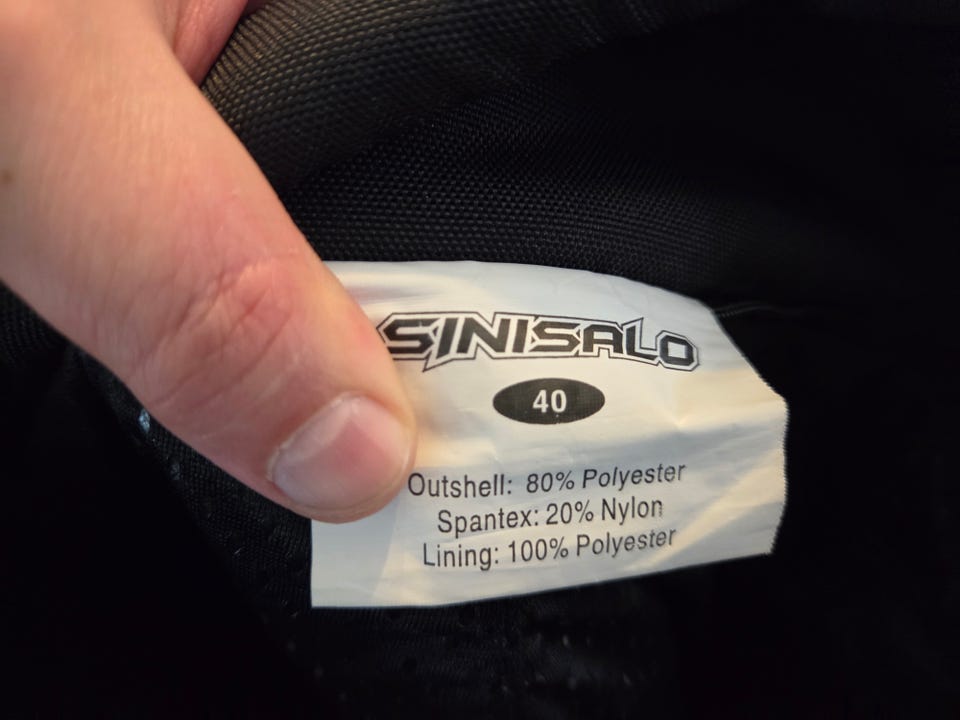 SINISALO
40
Outshell: 80% Polyester
Spantex: 20% Nylon
Lining: 100% Polyester